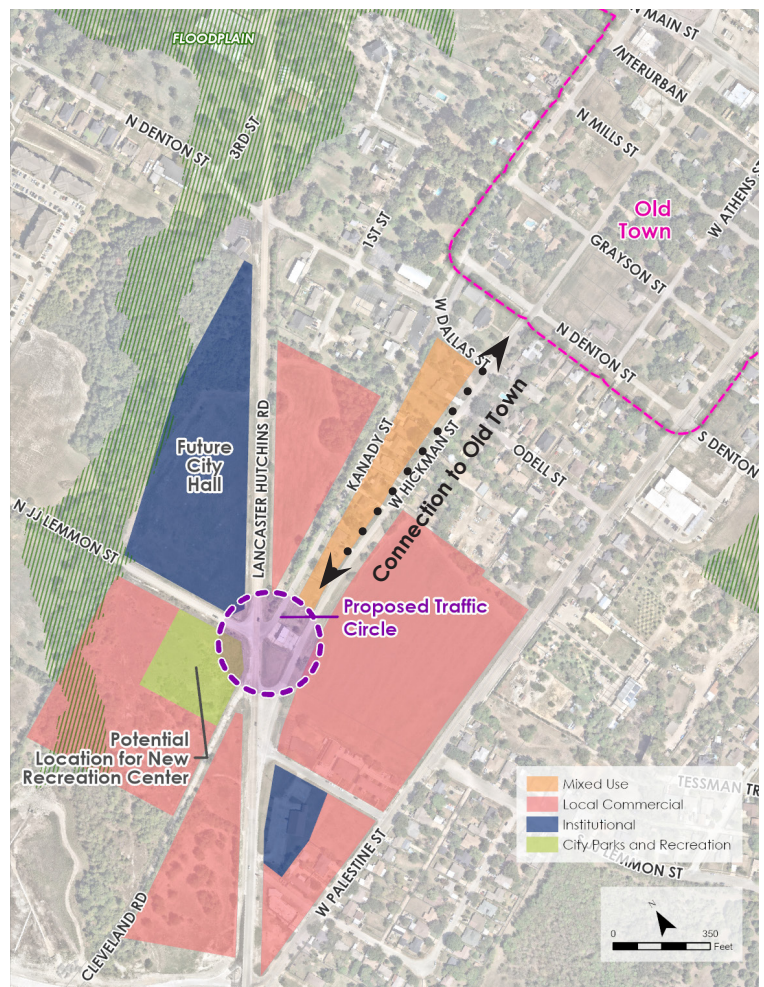 FLOODPLAIN
N MAIN ST
INTERURBAN
N DENTON ST
3RD ST
N MILLS ST
W ATHENS ST
Old
Town
1ST ST
GRAYSON ST
W DALLAS ST
N DENTON ST
S DENTON
Future
City
Hall
LANCASTER HUTCHINS RD
KANADY ST
W HICKMAN ST
ODELL ST
Connection to Old Town
N JJ LEMMON ST
Proposed Traffic
Circle
Potential
Location for New
Recreation Center
CLEVELAND RD
W PALESTINE ST
TESSMAN TR
LEMMON ST
Mixed Use
Local Commercial
Institutional
City Parks and Recreation
N
0 350
Feet